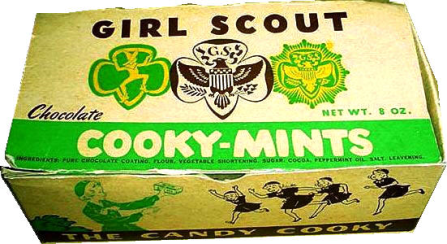 GIRL SCOUT
G.S.
Chocolate
NET WT. 8 OZ.
COOKY-MINTS
INGREDIENTS: PURE CHOCOLATE COATING, FLOUR, VEGETABLE SHORTENING, SUGAR, COCOA, PEPPERMINT OIL, SALT, LEAVENING.
THE CANDY COOKY